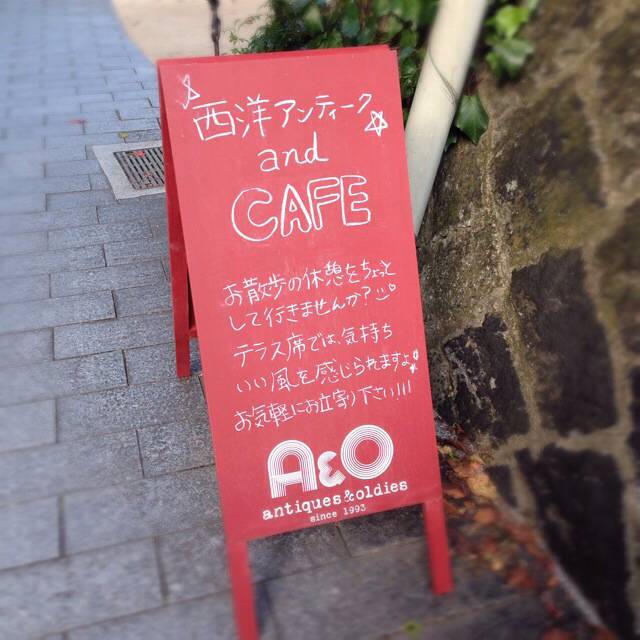 西洋アンティーク
and
CAFE
お散歩の休憩をちょっと
して行きませんか?
テラス席では、気持ち
いい風を感じられますよ♪
お気軽にお立寄り下さい!!!
A&O
antiques&oldies
since 1993